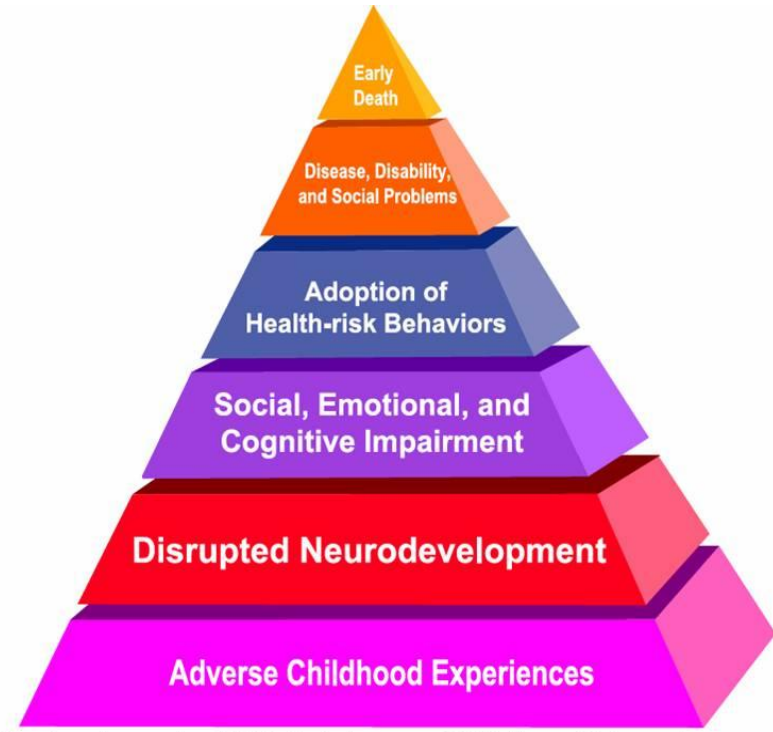 Early
Death
Disease, Disability,
and Social Problems
Adoption of
Health-risk Behaviors
Social, Emotional, and
Cognitive Impairment
Disrupted Neurodevelopment
Adverse Childhood Experiences